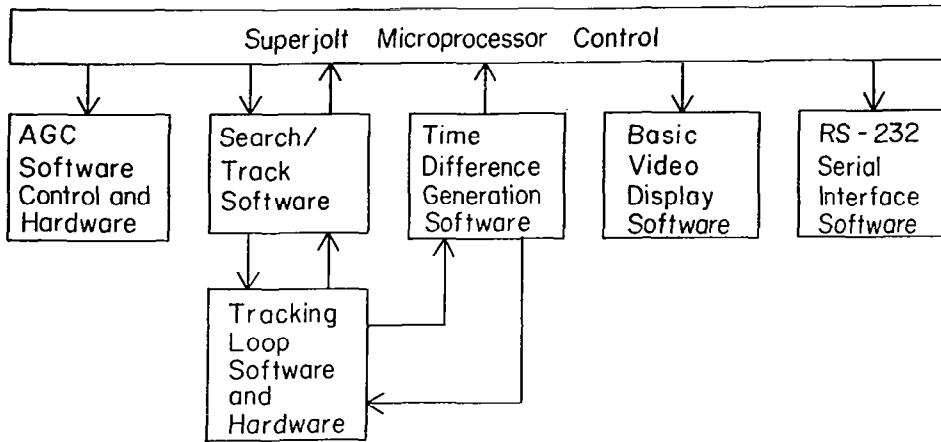 Superjolt Microprocessor Control
AGC
Software
Control and
Hardware
Search/
Track
Software
Time
Difference
Generation
Software
Basic
Video
Display
Software
RS-232
Serial
Interface
Software
Tracking
Loop
Software
and
Hardware